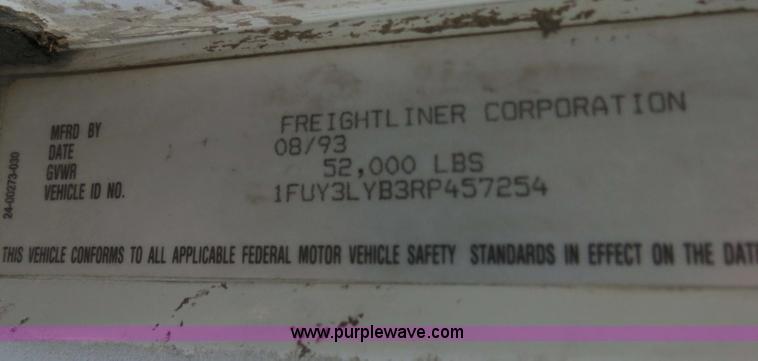 MFRD BY FREIGHTLINER CORPORATION
DATE 08/93
GVWR 52,000 LBS
VEHICLE ID NO. 1FUY3LYB3RP457254
24-00273-030
THIS VEHICLE CONFORMS TO ALL APPLICABLE FEDERAL MOTOR VEHICLE SAFETY STANDARDS IN EFFECT ON THE DAT
www.purplewave.com